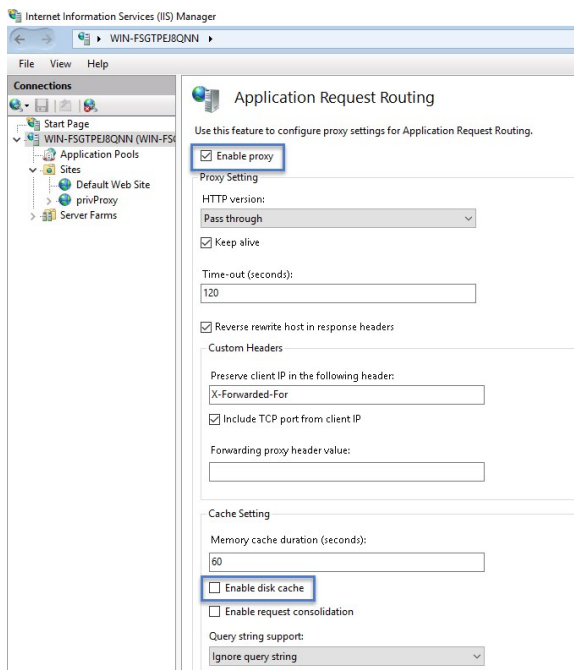 Internet Information Services (IIS) Manager
WIN-FSGTPEJ8QNN
File View Help
Connections
Start Page
WIN-FSGTPEJ8QNN (WIN-FSG
Application Pools
Sites
Default Web Site
privProxy
Server Farms
Application Request Routing
Use this feature to configure proxy settings for Application Request Routing.
Enable proxy
Proxy Setting
HTTP version:
Pass through
Keep alive
Time-out (seconds):
120
Reverse rewrite host in response headers
Custom Headers
Preserve client IP in the following header:
X-Forwarded-For
Include TCP port from client IP
Forwarding proxy header value:
Cache Setting
Memory cache duration (seconds):
60
Enable disk cache
Enable request consolidation
Query string support:
Ignore query string